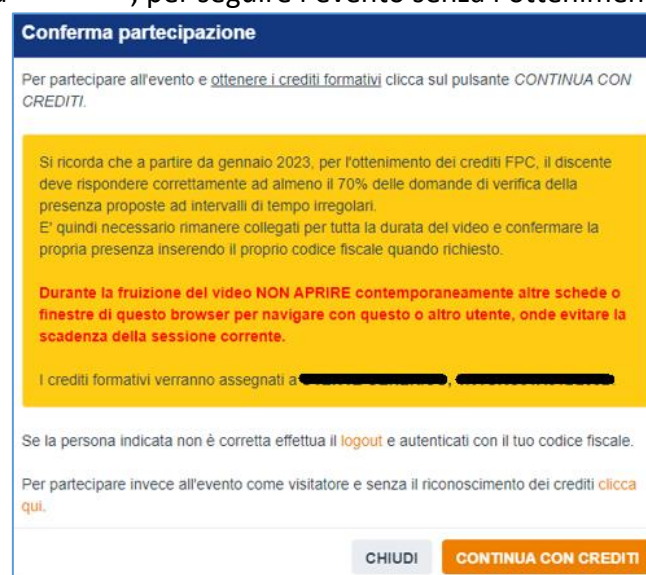 , per seguire l'evento senza l'ottenimen
Conferma partecipazione
Per partecipare all'evento e ottenere i crediti formativi clicca sul pulsante CONTINUA CON
CREDITI.
Si ricorda che a partire da gennaio 2023, per l'ottenimento dei crediti FPC, il discente
deve rispondere correttamente ad almeno il 70% delle domande di verifica della
presenza proposte ad intervalli di tempo irregolari.
E' quindi necessario rimanere collegati per tutta la durata del video e confermare la
propria presenza inserendo il proprio codice fiscale quando richiesto.
Durante la fruizione del video NON APRIRE contemporaneamente altre schede o
finestre di questo browser per navigare con questo o altro utente, onde evitare la
scadenza della sessione corrente.
I crediti formativi verranno assegnati a
Se la persona indicata non è corretta effettua il logout e autenticati con il tuo codice fiscale.
Per partecipare invece all'evento come visitatore e senza il riconoscimento dei crediti clicca
qui.
CHIUDI CONTINUA CON CREDITI